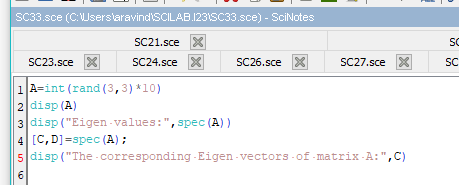 SC33.sce (C:\Users\aravind\SCILAB.I23\SC33.sce) - SciNotes
SC21.sce
SC23.sce SC24.sce SC26.sce SC27.sce
1 A=int(rand(3,3)*10)
2 disp(A)
3 disp("Eigen values:",spec(A))
4 [C,D]=spec(A);
5 disp("The corresponding Eigen vectors of matrix A:",C)
6